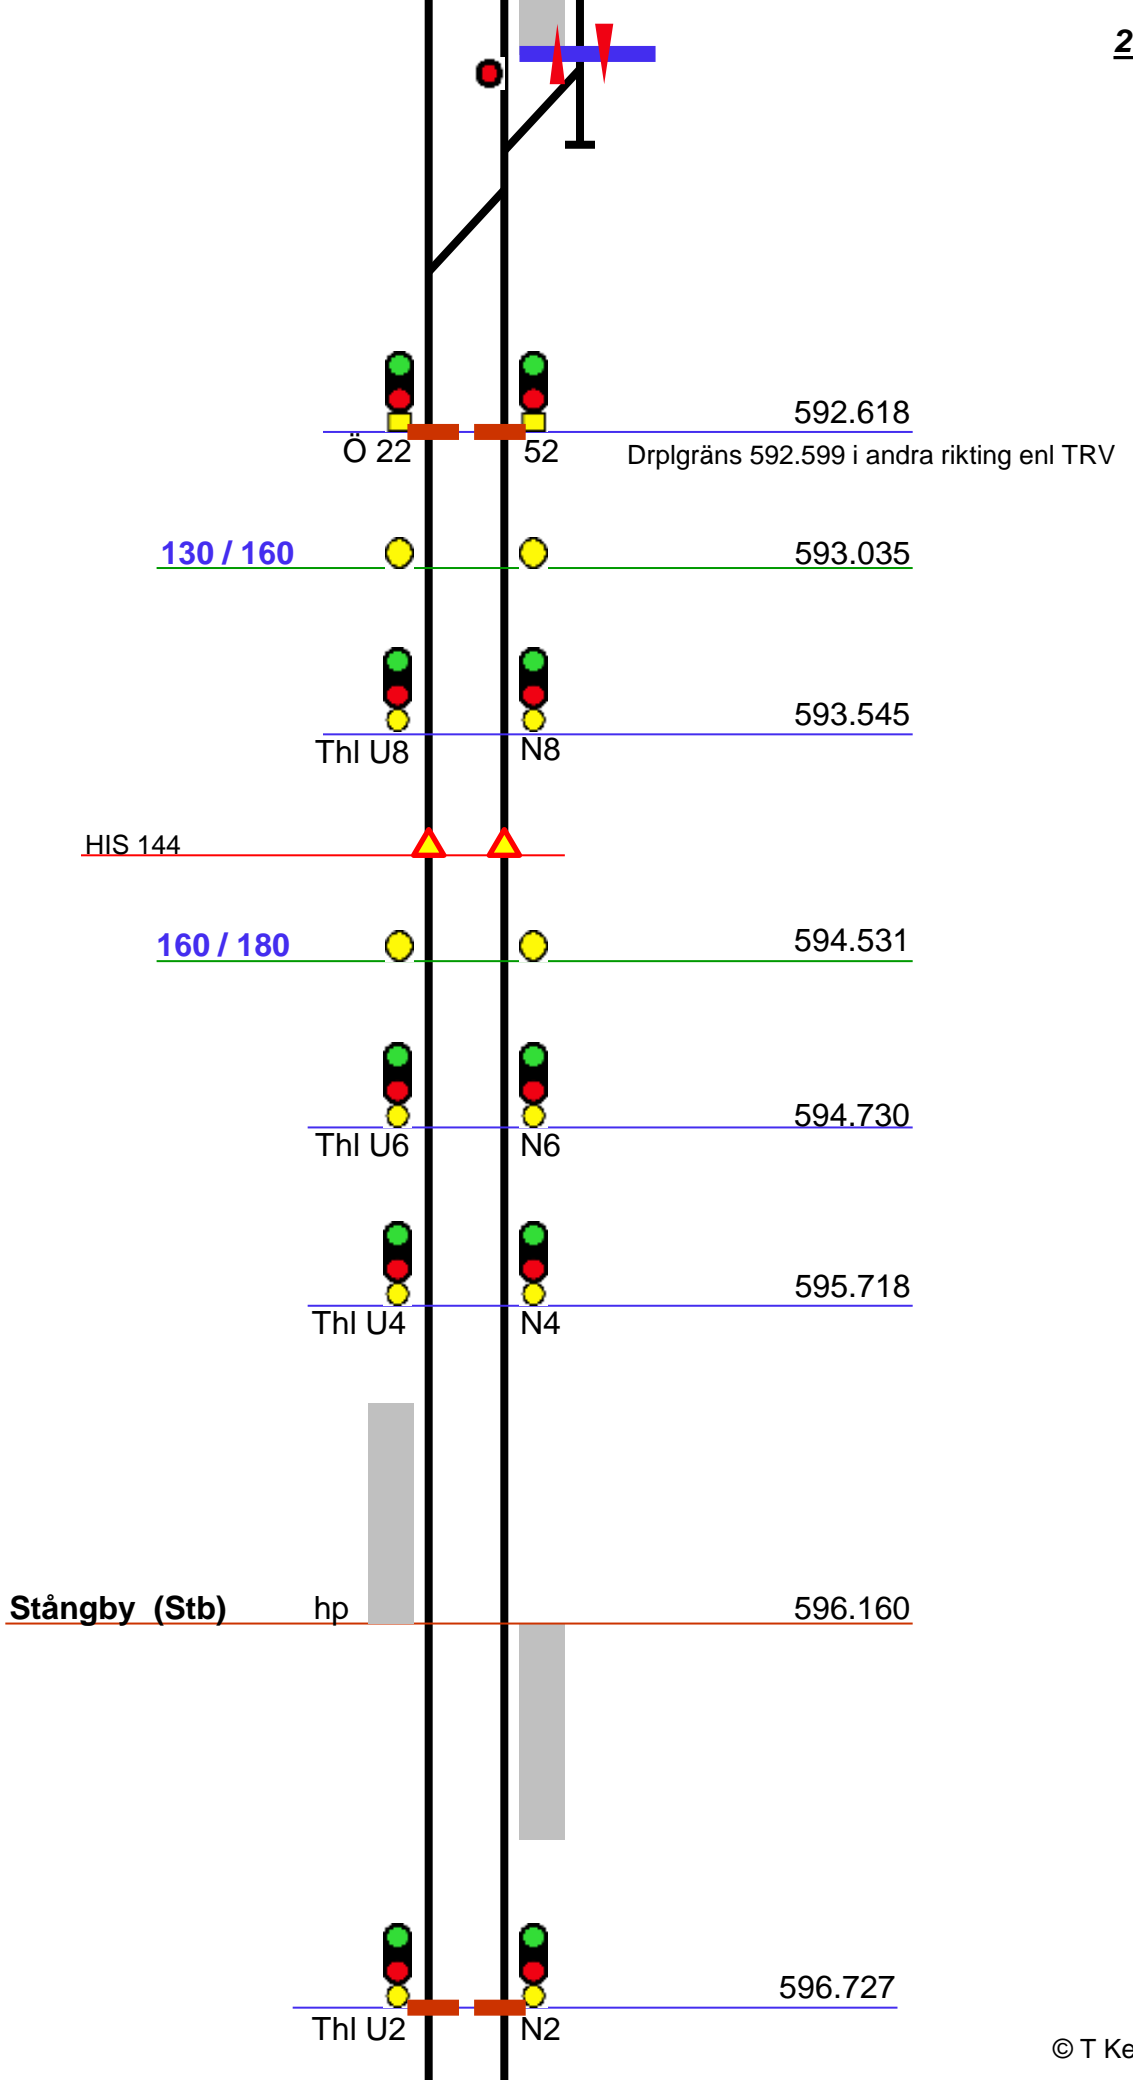 2
592.618
Ö 22
52
Drplgräns 592.599 i andra rikting enl TRV
130 / 160
593.035
593.545
Thl U8
N8
HIS 144
160 / 180
594.531
594.730
Thl U6
N6
595.718
Thl U4
N4
Stångby (Stb)
hp
596.160
596.727
Thl U2
N2
© T Ke